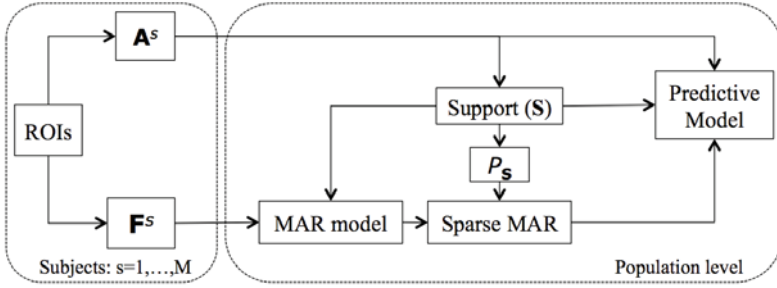 A^s
ROIs
Support (S)
Predictive
Model
P_S
F^s
MAR model
Sparse MAR
Subjects: s=1,...,M
Population level